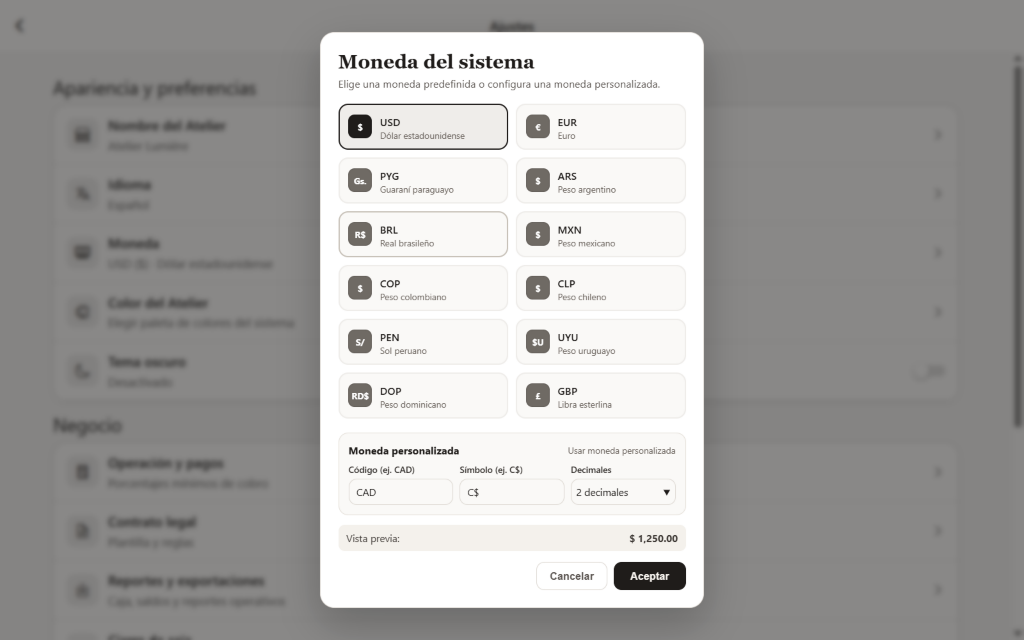 Ajustes
Apariencia y preferencias
Nombre del Atelier
Atelier Lumière
Idioma
Español
Moneda
USD ($) · Dólar estadounidense
Color del Atelier
Elegir paleta de colores del sistema
Tema oscuro
Desactivado
Negocio
Operación y pagos
Porcentajes mínimos de cobro
Contrato legal
Plantilla y reglas
Reportes y exportaciones
Caja, saldos y reportes operativos
Moneda del sistema
Elige una moneda predefinida o configura una moneda personalizada.
$ USD
Dólar estadounidense
€ EUR
Euro
Gs. PYG
Guaraní paraguayo
$ ARS
Peso argentino
R$ BRL
Real brasileño
$ MXN
Peso mexicano
$ COP
Peso colombiano
$ CLP
Peso chileno
S/ PEN
Sol peruano
$U UYU
Peso uruguayo
RD$ DOP
Peso dominicano
£ GBP
Libra esterlina
Moneda personalizada
Usar moneda personalizada
Código (ej. CAD)
Símbolo (ej. C$)
Decimales
CAD
C$
2 decimales
Vista previa:
$ 1,250.00
Cancelar
Aceptar